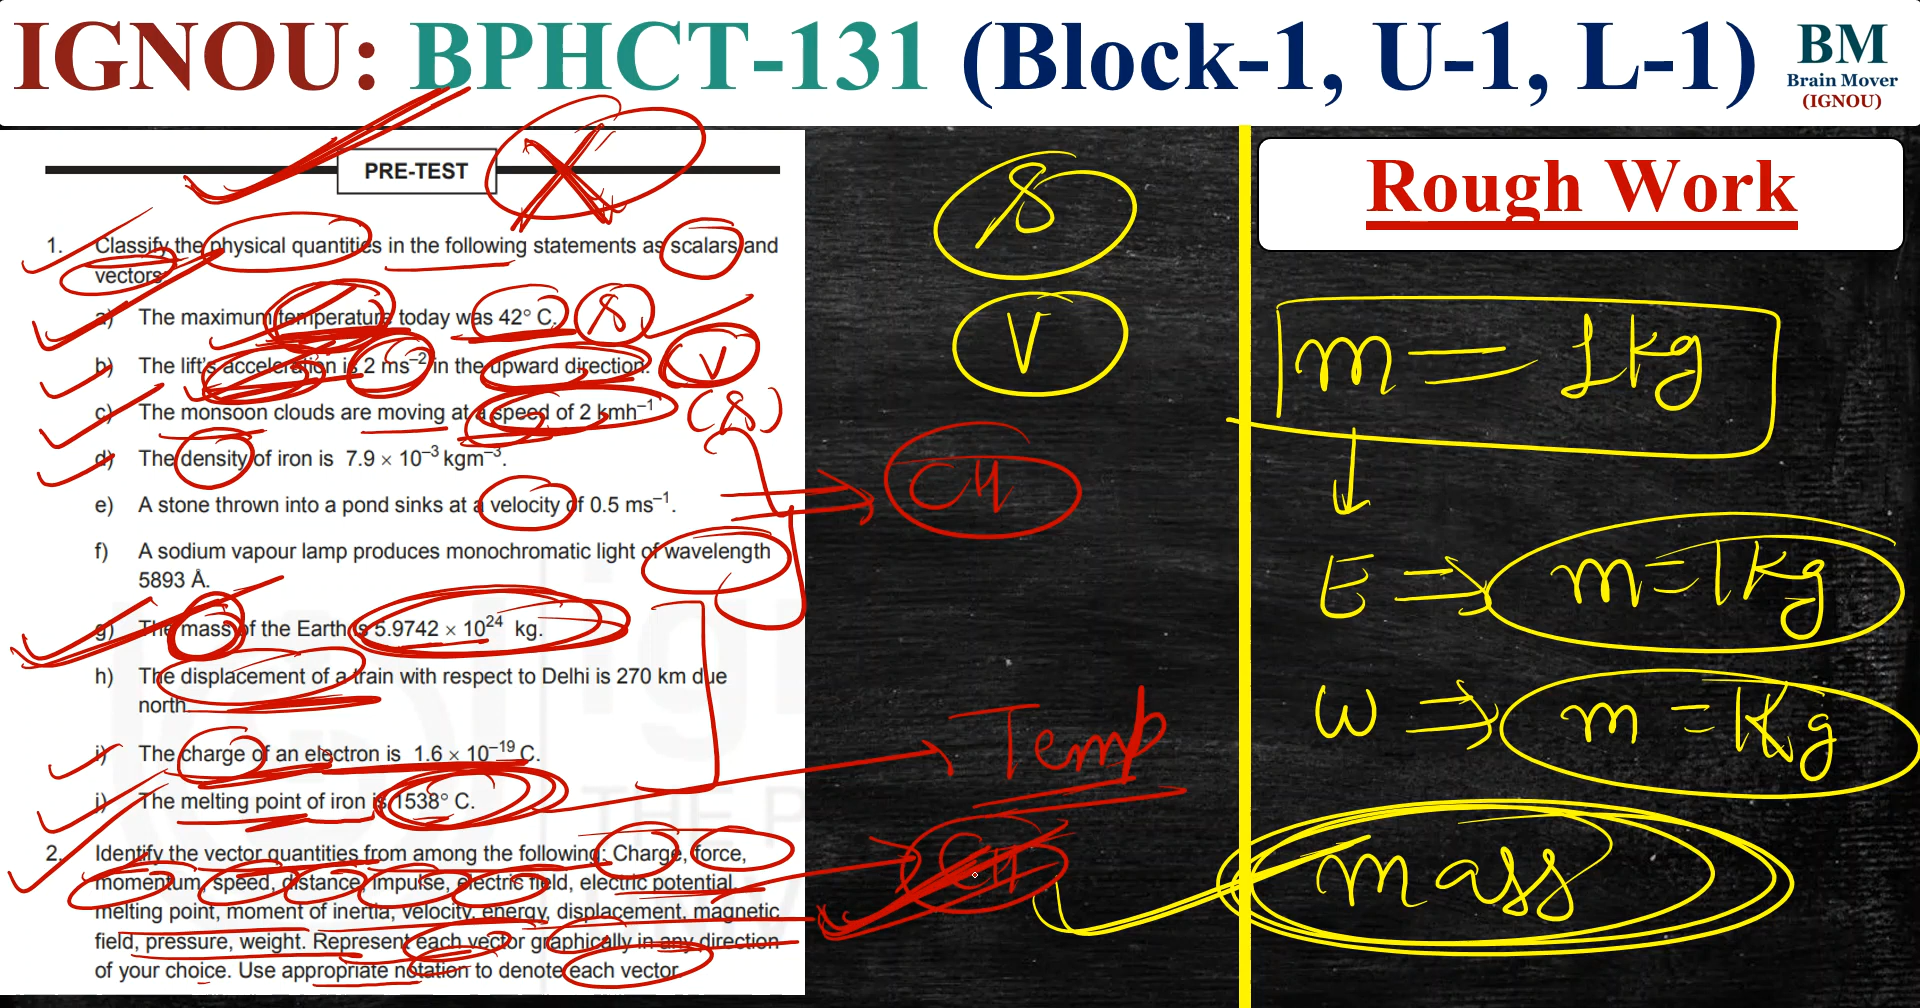 IGNOU: BPHCT-131 (Block-1, U-1, L-1)
BM
Brain Mover
(IGNOU)
PRE-TEST
1. Classify the physical quantities in the following statements as scalars and
vectors:
a) The maximum temperature today was 42° C. S
b) The lift's acceleration is 2 ms⁻² in the upward direction. V
c) The monsoon clouds are moving at a speed of 2 kmh⁻¹ (S)
d) The density of iron is 7.9 × 10⁻³ kgm⁻³.
e) A stone thrown into a pond sinks at a velocity of 0.5 ms⁻¹.
f) A sodium vapour lamp produces monochromatic light of wavelength
5893 Å.
g) The mass of the Earth is 5.9742 × 10²⁴ kg.
h) The displacement of a train with respect to Delhi is 270 km due
north.
i) The charge of an electron is 1.6 × 10⁻¹⁹ C.
j) The melting point of iron is 1538° C.
2. Identify the vector quantities from among the following: Charge, force,
momentum, speed, distance, impulse, electric field, electric potential,
melting point, moment of inertia, velocity, energy, displacement, magnetic
field, pressure, weight. Represent each vector graphically in any direction
of your choice. Use appropriate notation to denote each vector.
S
V
Temp
Rough Work
m = 1kg
E ⇒ m = 1kg
m = 1Kg
mass